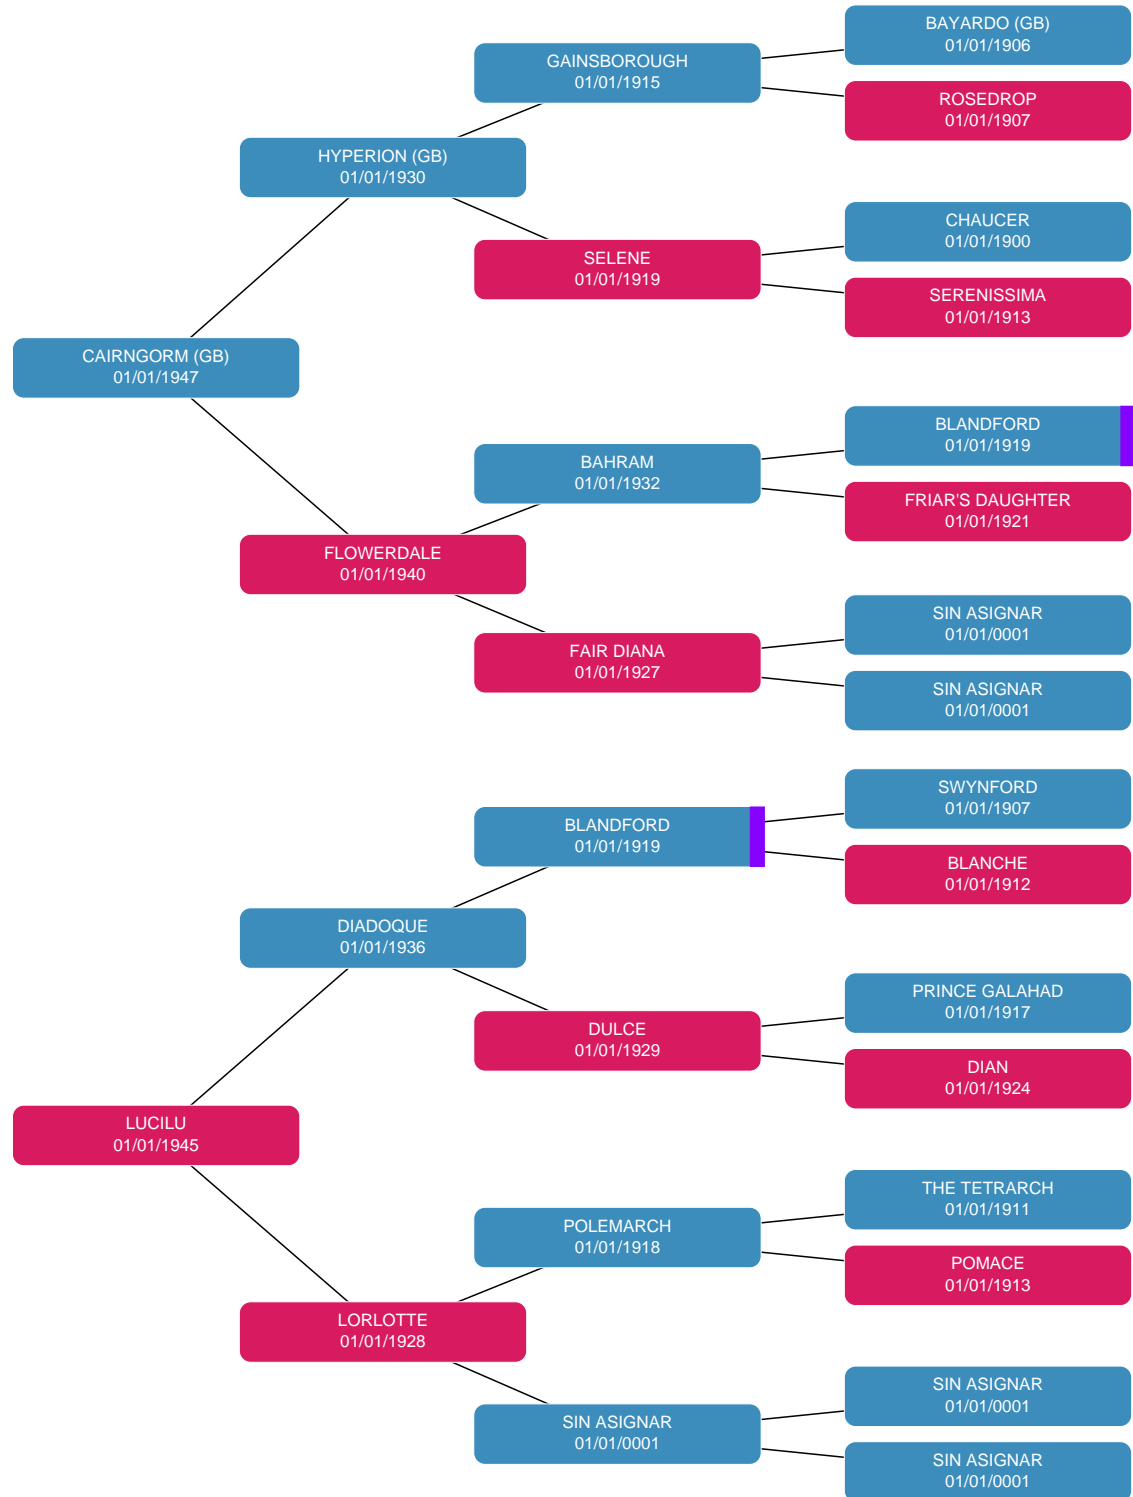 BAYARDO (GB)
01/01/1906
GAINSBOROUGH
01/01/1915
ROSEDROP
01/01/1907
HYPERION (GB)
01/01/1930
CHAUCER
01/01/1900
SELENE
01/01/1919
SERENISSIMA
01/01/1913
CAIRNGORM (GB)
01/01/1947
BLANDFORD
01/01/1919
BAHRAM
01/01/1932
FRIAR'S DAUGHTER
01/01/1921
FLOWERDALE
01/01/1940
SIN ASIGNAR
01/01/0001
FAIR DIANA
01/01/1927
SIN ASIGNAR
01/01/0001
SWYNFORD
01/01/1907
BLANDFORD
01/01/1919
BLANCHE
01/01/1912
DIADOQUE
01/01/1936
PRINCE GALAHAD
01/01/1917
DULCE
01/01/1929
DIAN
01/01/1924
LUCILU
01/01/1945
THE TETRARCH
01/01/1911
POLEMARCH
01/01/1918
POMACE
01/01/1913
LORLOTTE
01/01/1928
SIN ASIGNAR
01/01/0001
SIN ASIGNAR
01/01/0001
SIN ASIGNAR
01/01/0001